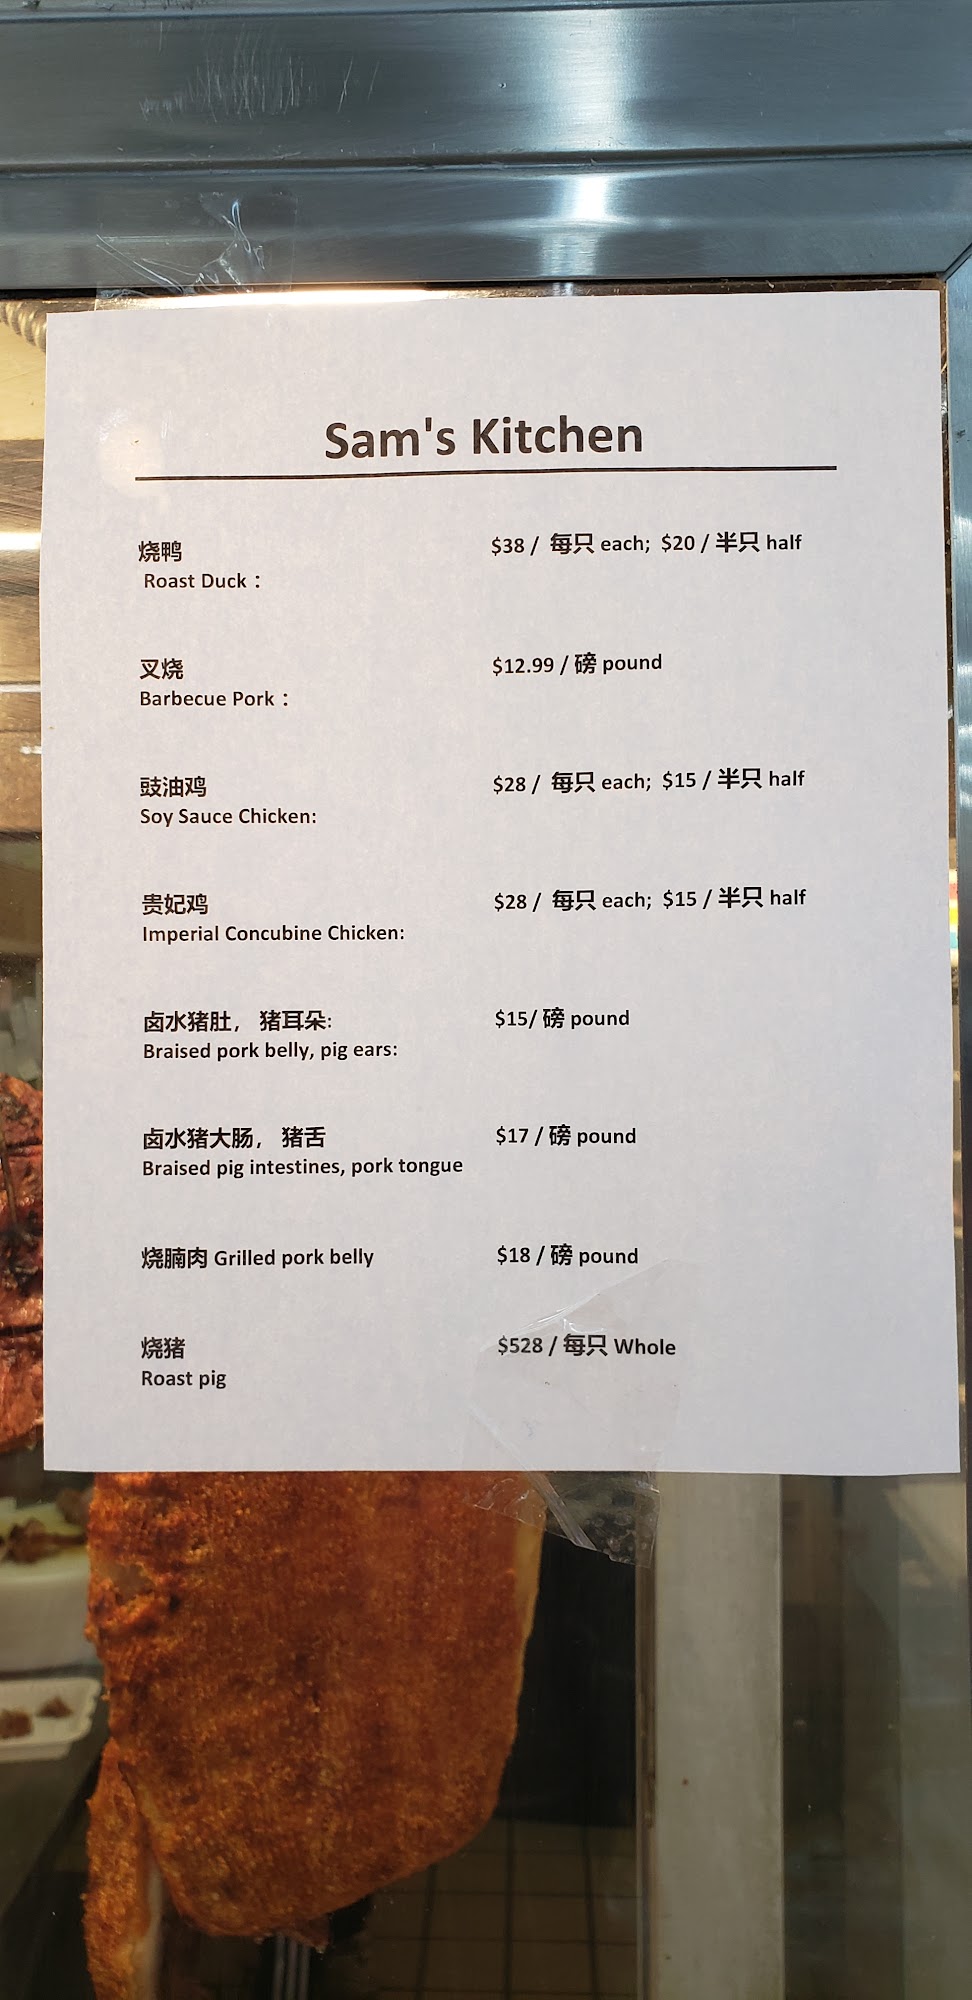 Sam's Kitchen
烧鸭 $38 / 每只 each; $20 / 半只 half
Roast Duck：
叉烧 $12.99 / 磅 pound
Barbecue Pork：
豉油鸡 $28 / 每只 each; $15 / 半只 half
Soy Sauce Chicken:
贵妃鸡 $28 / 每只 each; $15 / 半只 half
Imperial Concubine Chicken:
卤水猪肚， 猪耳朵: $15/ 磅 pound
Braised pork belly, pig ears:
卤水猪大肠， 猪舌 $17 / 磅 pound
Braised pig intestines, pork tongue
烧腩肉 Grilled pork belly $18 / 磅 pound
烧猪 $528 / 每只 Whole
Roast pig